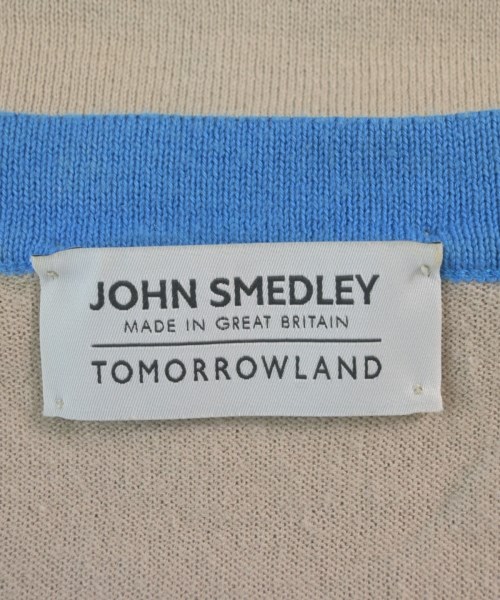 JOHN SMEDLEY
MADE IN GREAT BRITAIN
TOMORROWLAND